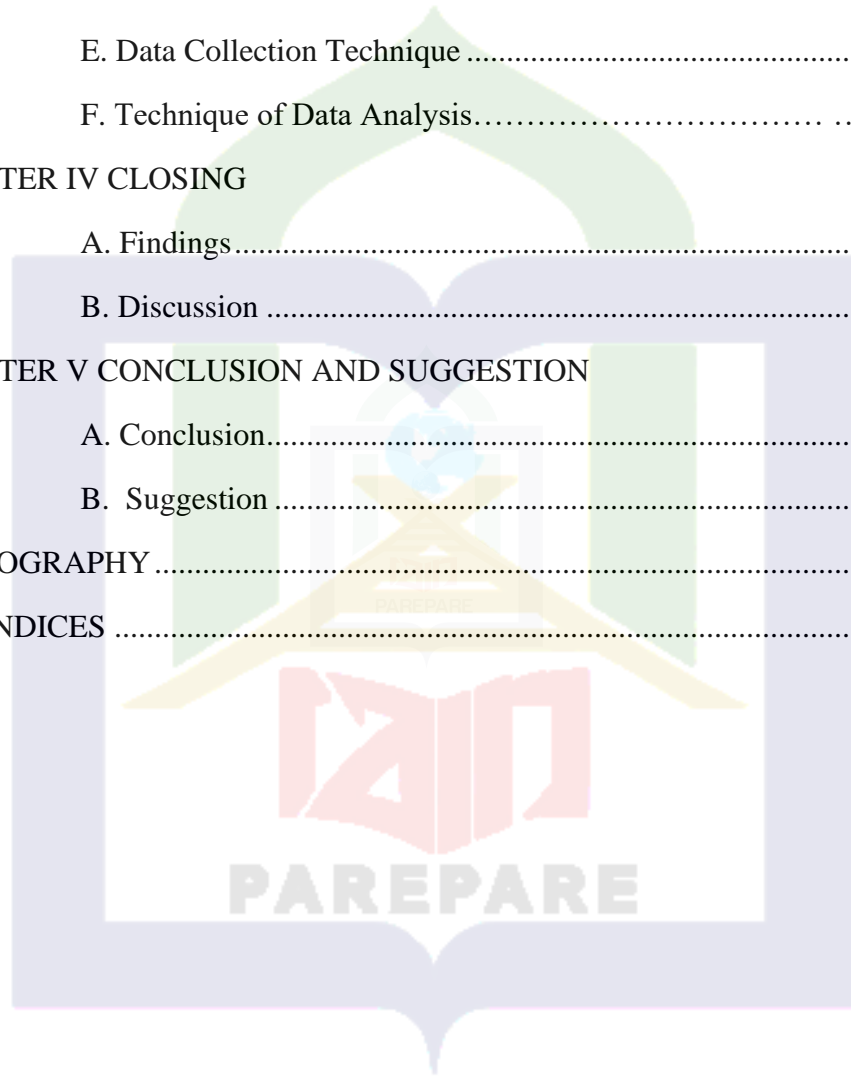 E. Data Collection Technique ................................................
F. Technique of Data Analysis…………………………… …
TER IV CLOSING
A. Findings.............................................................................
B. Discussion .........................................................................
TER V CONCLUSION AND SUGGESTION
A. Conclusion.........................................................................
B.  Suggestion ........................................................................
OGRAPHY .......................................................................................
NDICES ............................................................................................
PAREPARE
PAREPARE